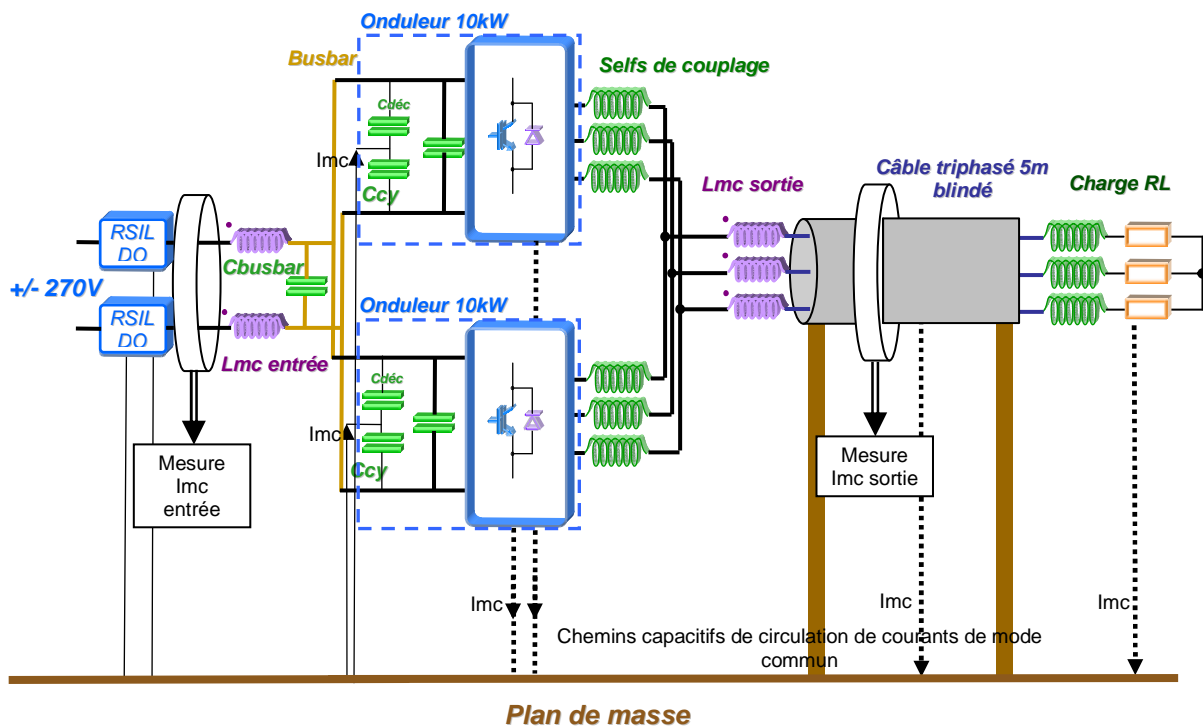 Onduleur 10kW
Busbar
Selfs de couplage
Cdéc
Imc
Ccy
Lmc sortie
Câble triphasé 5m
blindé
Charge RL
RSIL
DO
Cbusbar
+/- 270V
RSIL
DO
Onduleur 10kW
Lmc entrée
Cdéc
Imc
Ccy
Mesure
Imc
entrée
Mesure
Imc sortie
Imc
Imc
Imc
Chemins capacitifs de circulation de courants de mode
commun
Plan de masse